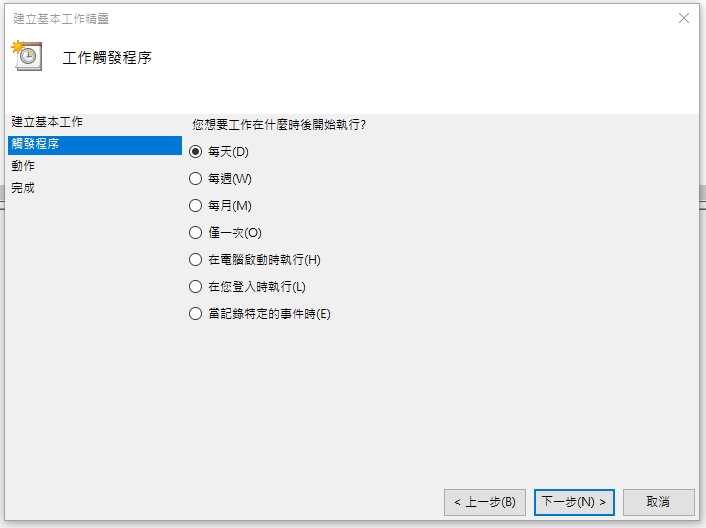 建立基本工作精靈
工作觸發程序
建立基本工作
觸發程序
動作
完成
您想要工作在什麼時後開始執行?
每天(D)
每週(W)
每月(M)
僅一次(O)
在電腦啟動時執行(H)
在您登入時執行(L)
當記錄特定的事件時(E)
< 上一步(B)
下一步(N) >
取消